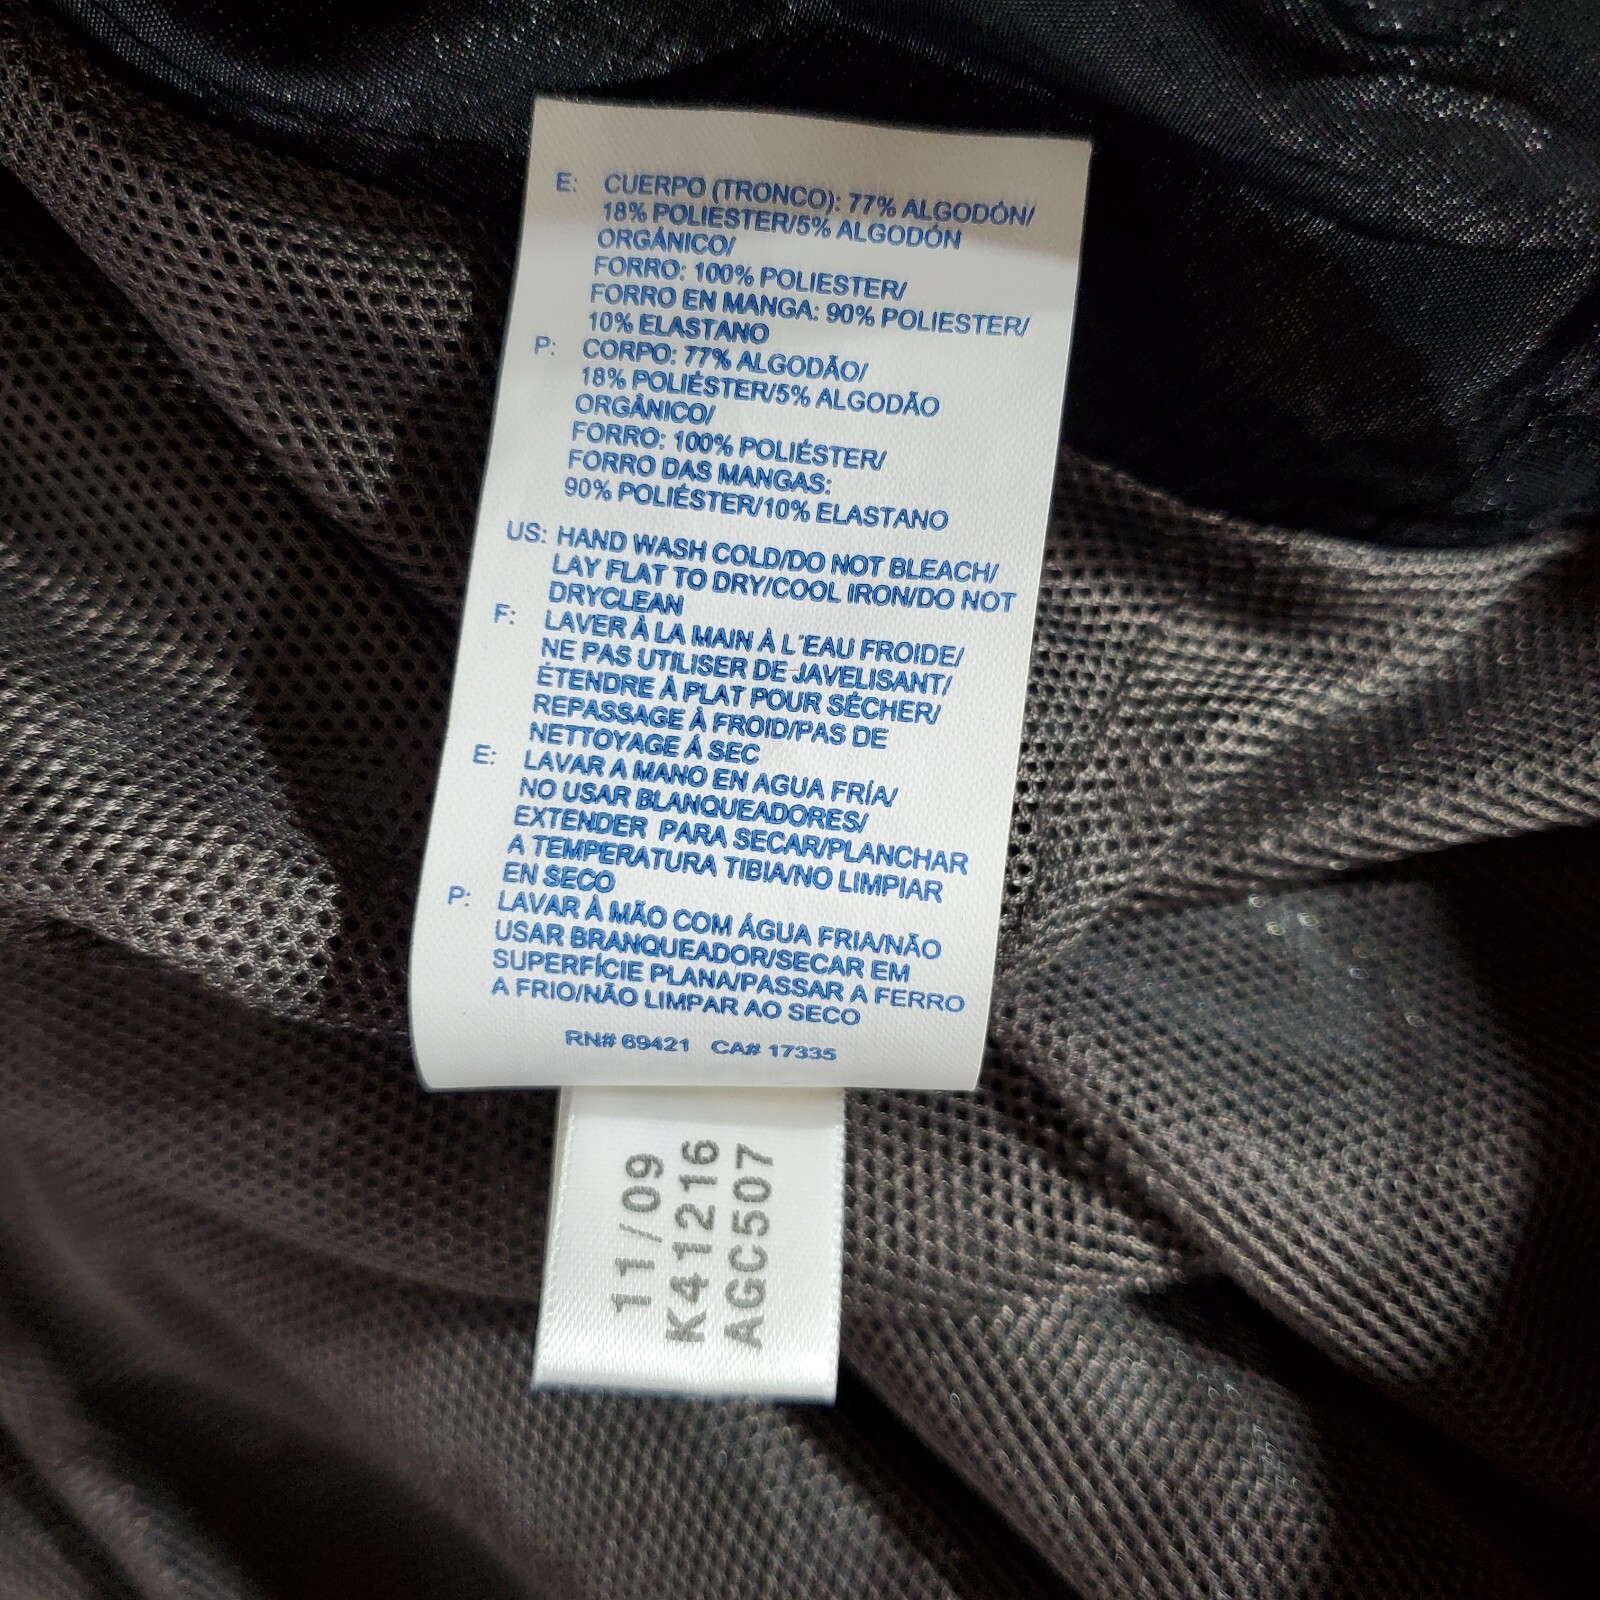 E: CUERPO (TRONCO): 77% ALGODÓN/
18% POLIESTER/5% ALGODÓN
ORGÁNICO/
FORRO: 100% POLIESTER/
FORRO EN MANGA: 90% POLIESTER/
10% ELASTANO
P: CORPO: 77% ALGODÃO/
18% POLIÉSTER/5% ALGODÃO
ORGÂNICO/
FORRO: 100% POLIÉSTER/
FORRO DAS MANGAS:
90% POLIÉSTER/10% ELASTANO
US: HAND WASH COLD/DO NOT BLEACH/
LAY FLAT TO DRY/COOL IRON/DO NOT
DRYCLEAN
F: LAVER À LA MAIN À L'EAU FROIDE/
NE PAS UTILISER DE JAVELISANT/
ÉTENDRE À PLAT POUR SÉCHER/
REPASSAGE À FROID/PAS DE
NETTOYAGE À SEC
E: LAVAR A MANO EN AGUA FRÍA/
NO USAR BLANQUEADORES/
EXTENDER PARA SECAR/PLANCHAR
A TEMPERATURA TIBIA/NO LIMPIAR
EN SECO
P: LAVAR À MÃO COM ÁGUA FRIA/NÃO
USAR BRANQUEADOR/SECAR EM
SUPERFÍCIE PLANA/PASSAR A FERRO
A FRIO/NÃO LIMPAR AO SECO
RN# 69421 CA# 17335
11/09
K41216
AGC507